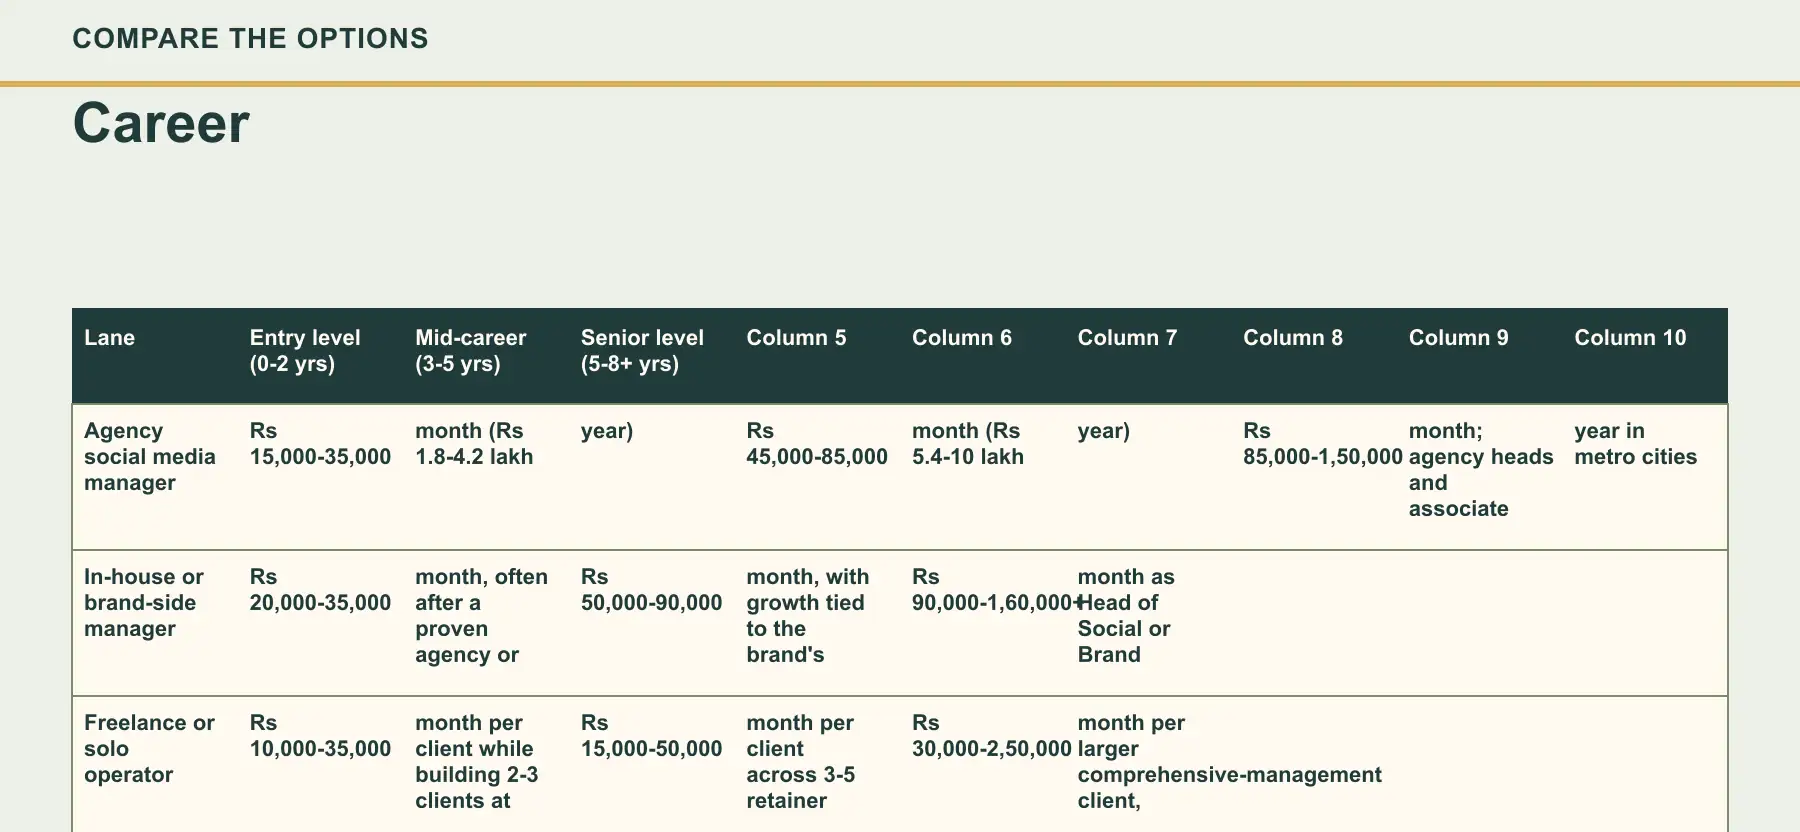 COMPARE THE OPTIONS
Career
Lane
Entry level
(0-2 yrs)
Mid-career
(3-5 yrs)
Senior level
(5-8+ yrs)
Column 5
Column 6
Column 7
Column 8
Column 9
Column 10
Agency
social media
manager
Rs
15,000-35,000
month (Rs
1.8-4.2 lakh
year)
Rs
45,000-85,000
month (Rs
5.4-10 lakh
year)
Rs
85,000-1,50,000
month;
agency heads
and
associate
year in
metro cities
In-house or
brand-side
manager
Rs
20,000-35,000
month, often
after a
proven
agency or
Rs
50,000-90,000
month, with
growth tied
to the
brand's
Rs
90,000-1,60,000+
month as
Head of
Social or
Brand
Freelance or
solo
operator
Rs
10,000-35,000
month per
client while
building 2-3
clients at
Rs
15,000-50,000
month per
client
across 3-5
retainer
Rs
30,000-2,50,000
month per
larger
comprehensive-management
client,